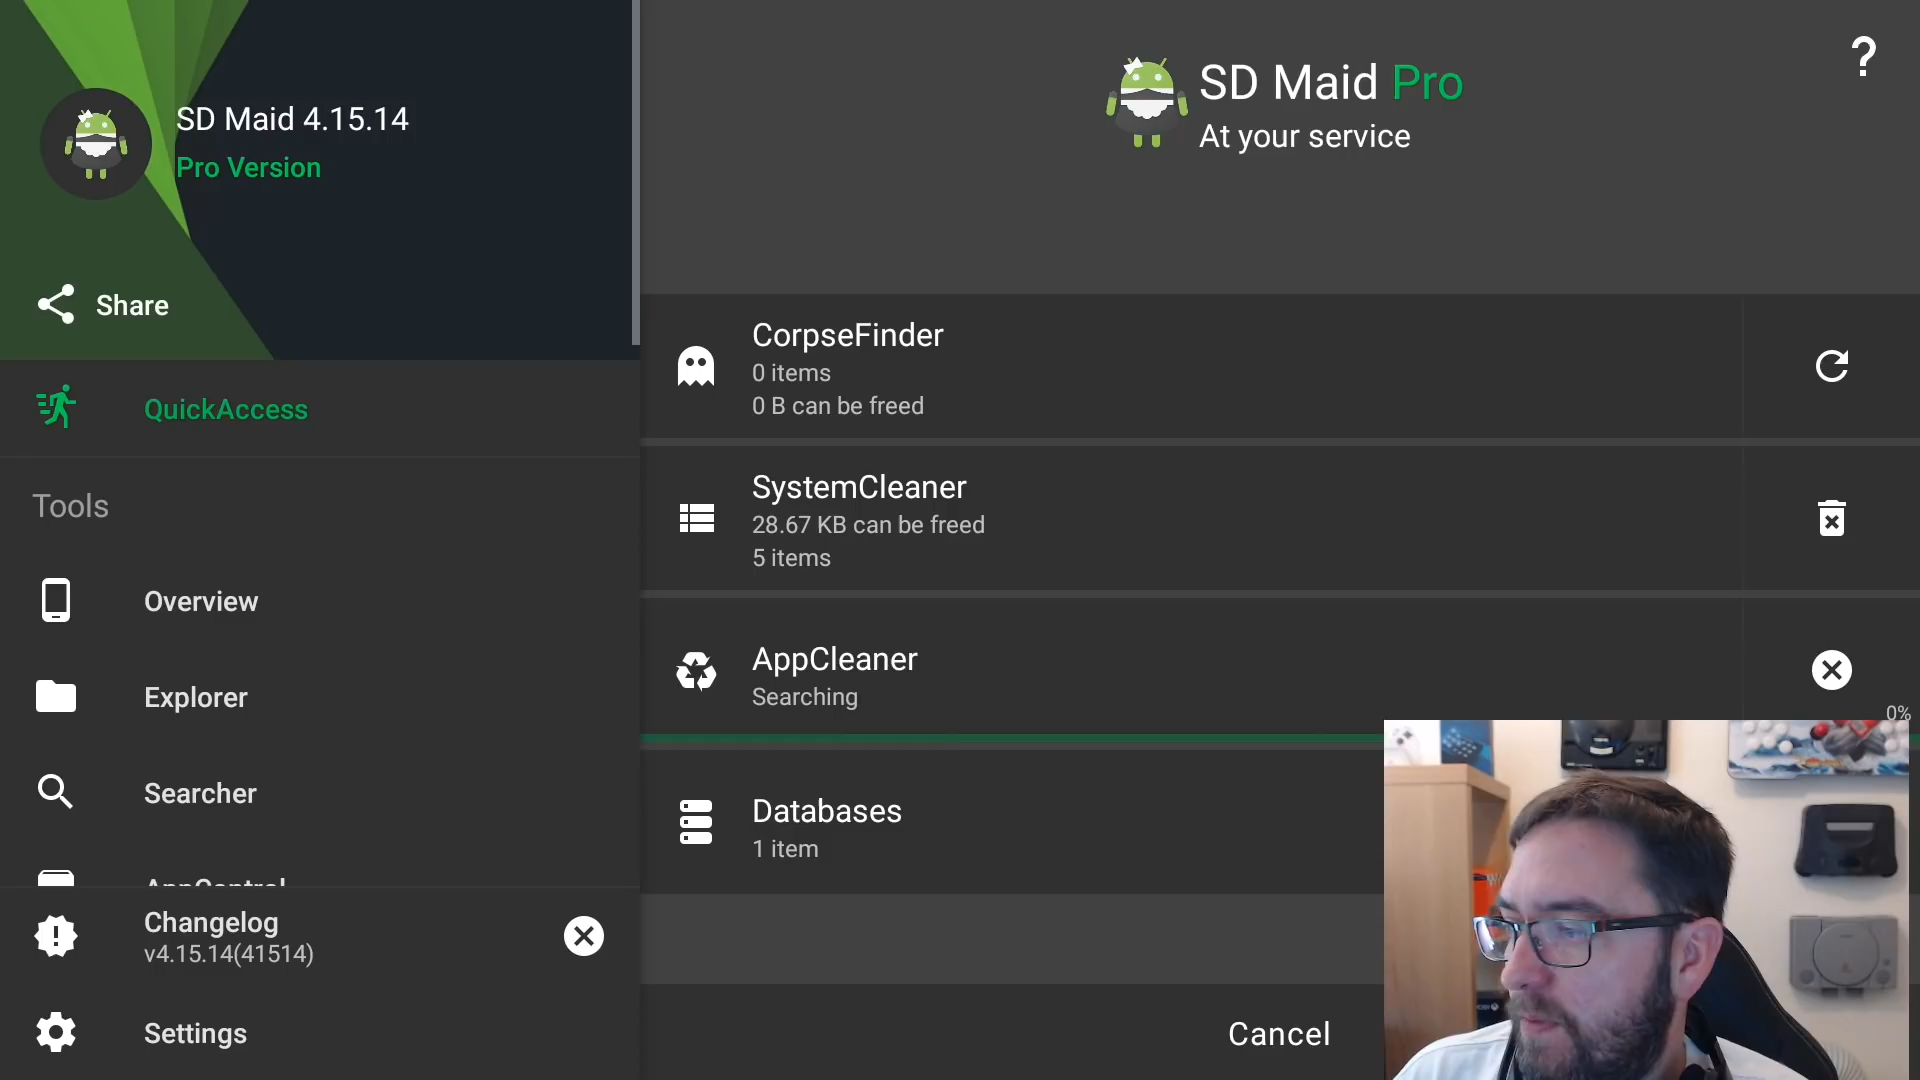 SD Maid 4.15.14
Pro Version
Share
QuickAccess
Tools
Overview
Explorer
Searcher
AppControl
Changelog
v4.15.14(41514)
Settings
SD Maid Pro
At your service
?
CorpseFinder
0 items
0 B can be freed
SystemCleaner
28.67 KB can be freed
5 items
AppCleaner
Searching
0%
Databases
1 item
Cancel